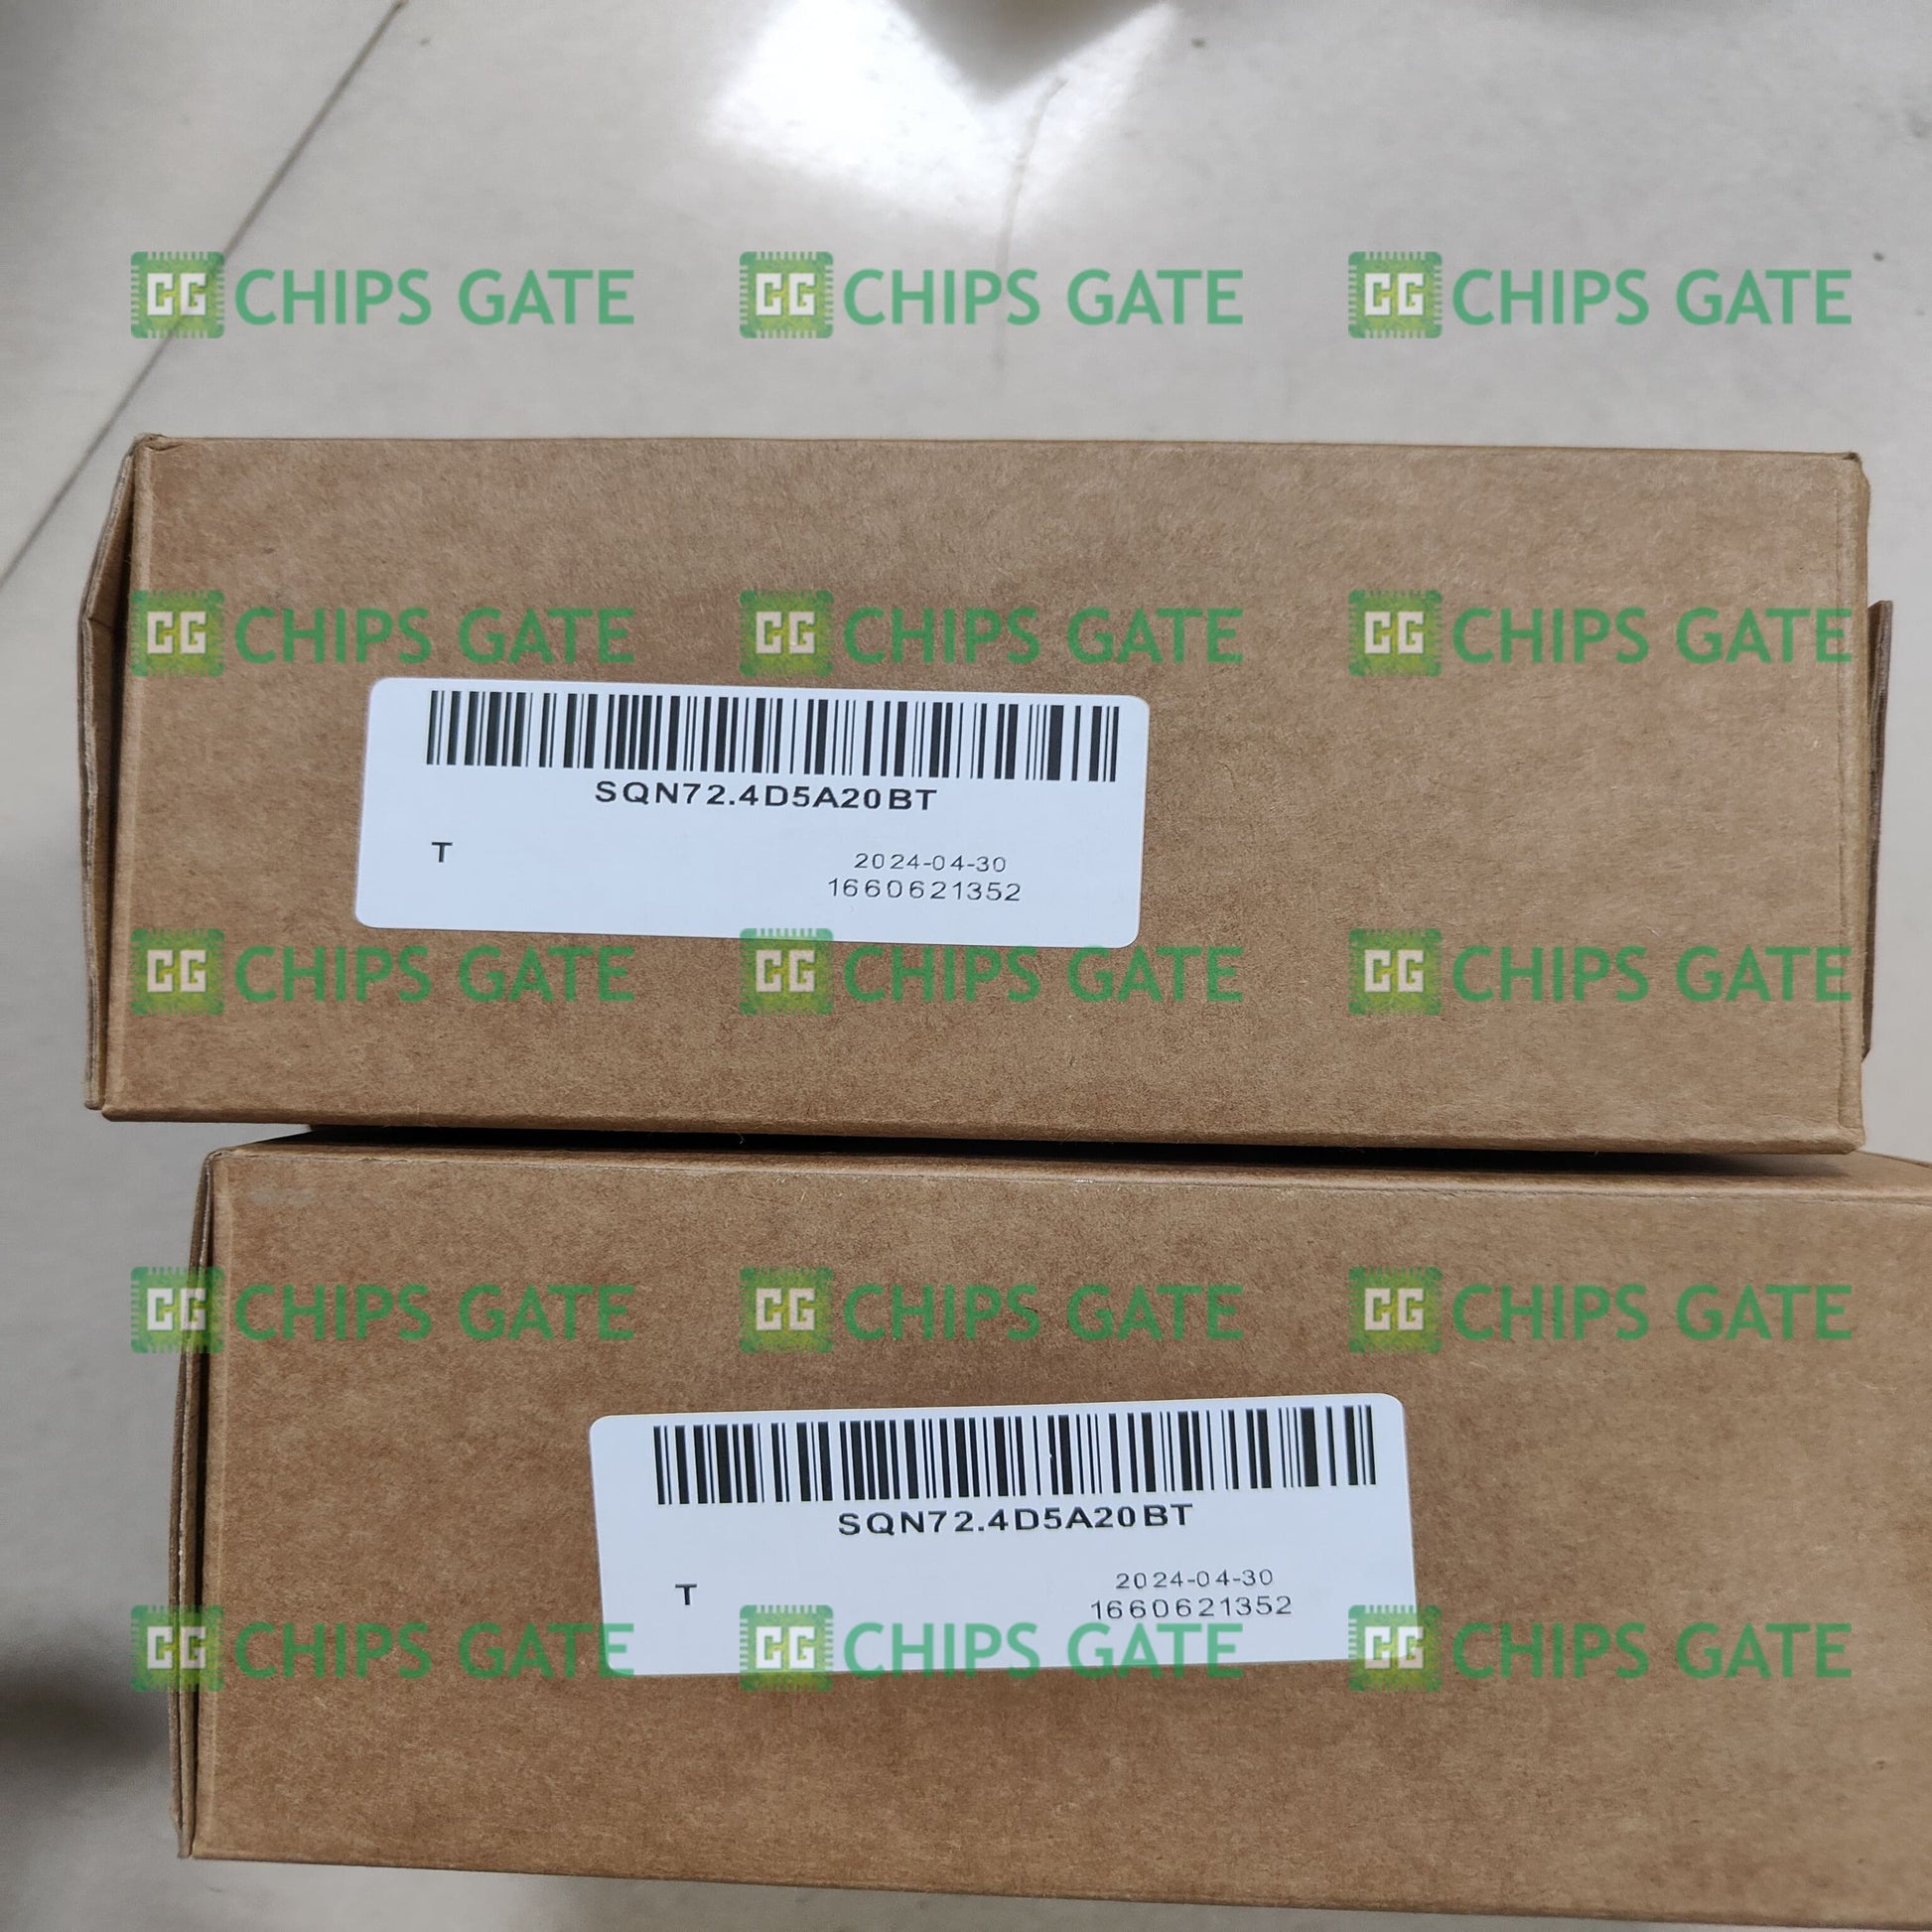 CG CHIPS GATE CG CHIPS GATE CG CHIPS GATE
CG CHIPS GATE CG CHIPS GATE CG CHIPS GATE
SQN72.4D5A20BT
T
2024-04-30
1660621352
CG CHIPS GATE CG CHIPS GATE CG CHIPS GATE
CG CHIPS GATE CG CHIPS GATE CG CHIPS GATE
SQN72.4D5A20BT
T
2024-04-30
1660621352
CG CHIPS GATE CG CHIPS GATE CG CHIPS GATE